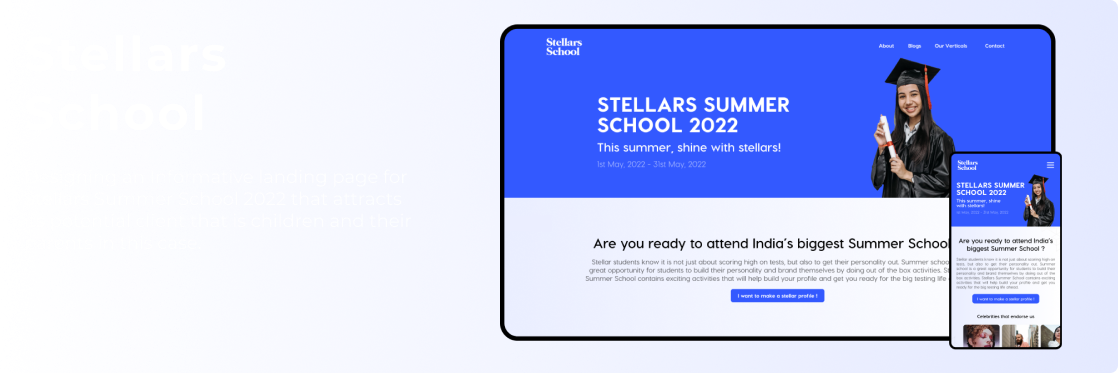 Stellars
School
landing page for
2022 that attracts
children and their
Stellars
School
About
Blogs
Our Verticals
Contact
STELLARS SUMMER
SCHOOL 2022
This summer, shine with stellars!
1st May, 2022 - 31st May, 2022
Are you ready to attend India's biggest Summer School
Stellar students know it is not just about scoring high on tests, but also to get their personality out. Summer schoo
great opportunity for students to build their personality and brand themselves by doing out of the box activities. St
Summer School contains exciting activities that will help build your profile and get you ready for the big testing life
I want to make a stellar profile !
Stellars
School
STELLARS SUMMER
SCHOOL 2022
This summer, shine
with stellars!
1st May, 2022 - 31st May, 2022
Are you ready to attend India's
biggest Summer School ?
Stellar students know it is not just about scoring high on
tests, but also to get their personality out. Summer
school is a great opportunity for students to build their
personality and brand themselves by doing out of the
box activities. Stellars Summer School contains exciting
activities that will help build your profile and get you
ready for the big testing life ahead.
I want to make a stellar profile !
Celebrities that endorse us